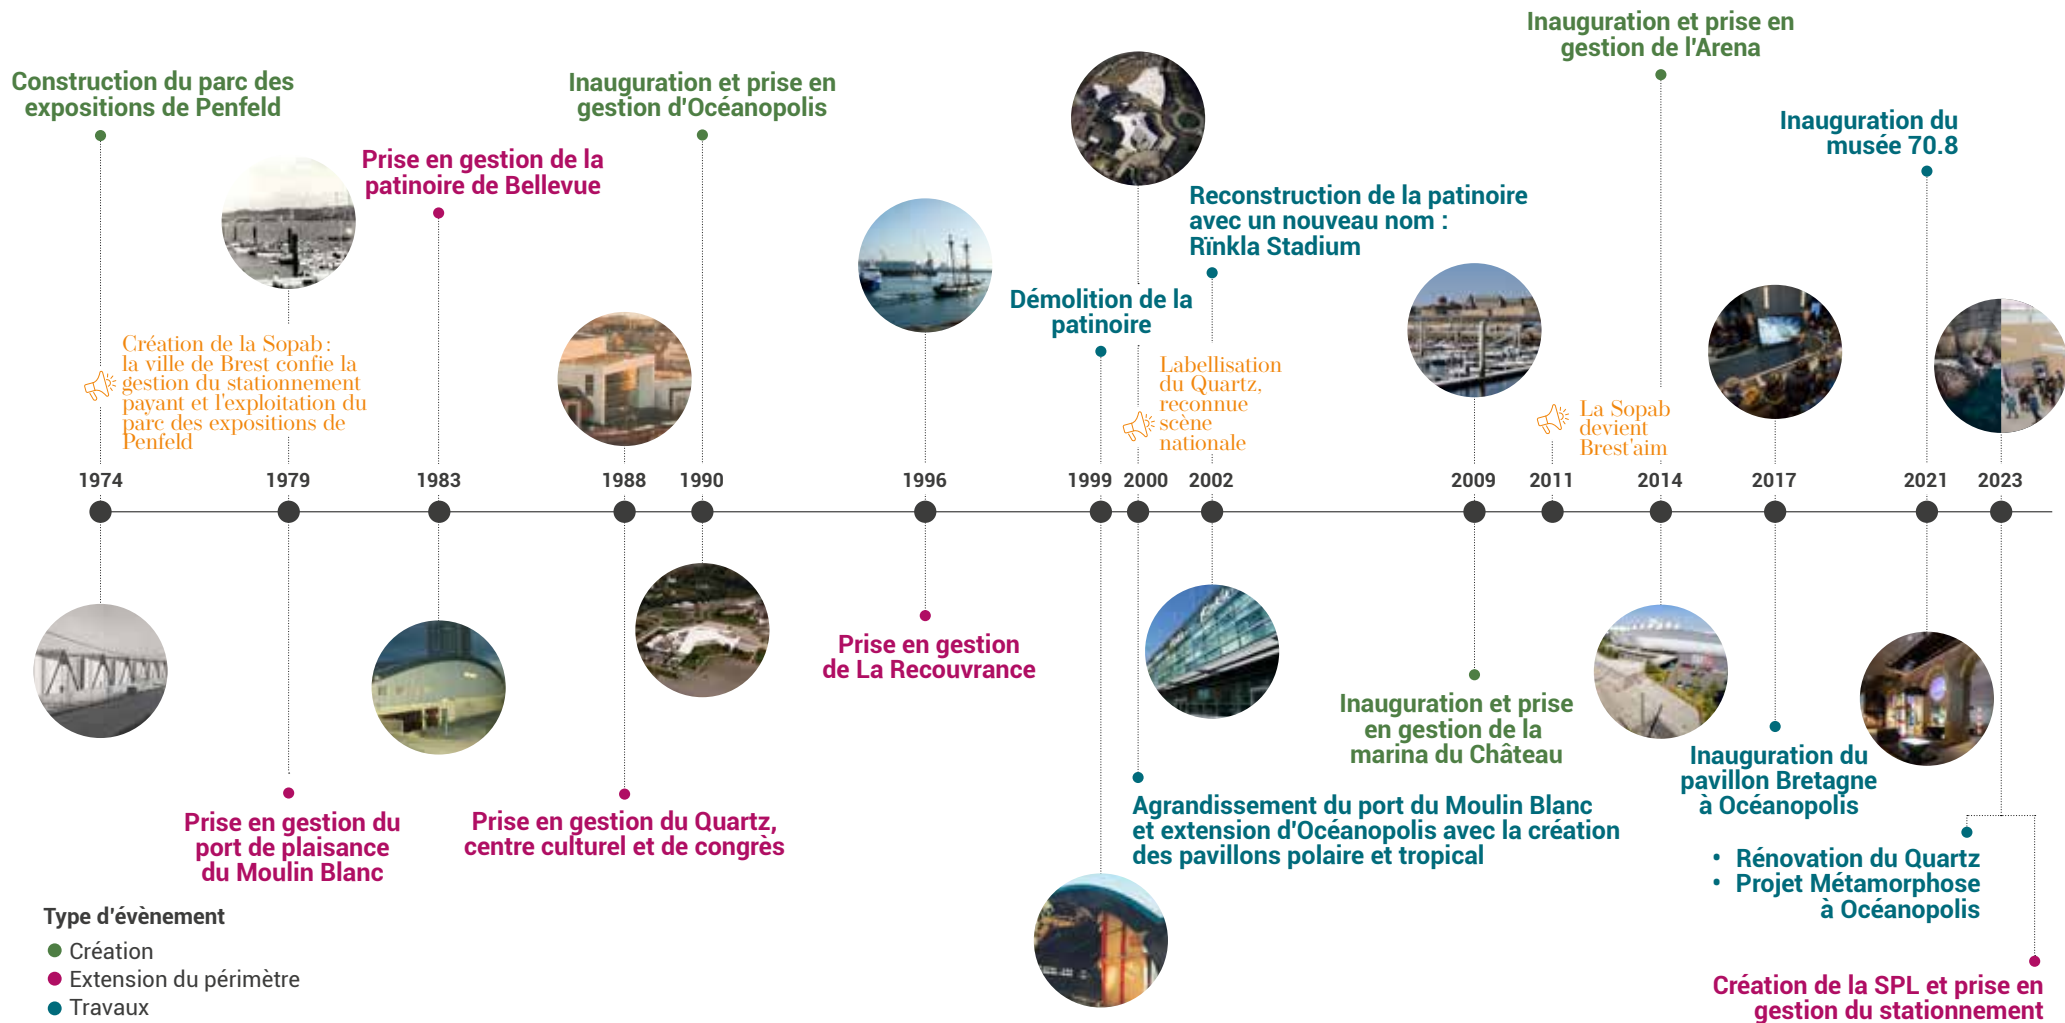 Construction du parc des
expositions de Penfeld
Création de la Sopab :
la ville de Brest confie la
gestion du stationnement
payant et l'exploitation du
parc des expositions de
Penfeld
Prise en gestion de la
patinoire de Bellevue
Inauguration et prise en
gestion d'Océanopolis
Démolition de la
patinoire
Labellisation
du Quartz,
reconnue
scène
nationale
Reconstruction de la patinoire
avec un nouveau nom :
Rïnkla Stadium
La Sopab
devient
Brest'aim
Inauguration et prise en
gestion de l'Arena
Inauguration du
musée 70.8
1974
1979
1983
1988
1990
1996
1999
2000
2002
2009
2011
2014
2017
2021
2023
Prise en gestion du
port de plaisance
du Moulin Blanc
Prise en gestion du Quartz,
centre culturel et de congrès
Prise en gestion
de La Recouvrance
Agrandissement du port du Moulin Blanc
et extension d'Océanopolis avec la création
des pavillons polaire et tropical
Inauguration et prise
en gestion de la
marina du Château
Inauguration du
pavillon Bretagne
à Océanopolis
• Rénovation du Quartz
• Projet Métamorphose
à Océanopolis
Création de la SPL et prise en
gestion du stationnement
Type d'évènement
Création
Extension du périmètre
Travaux